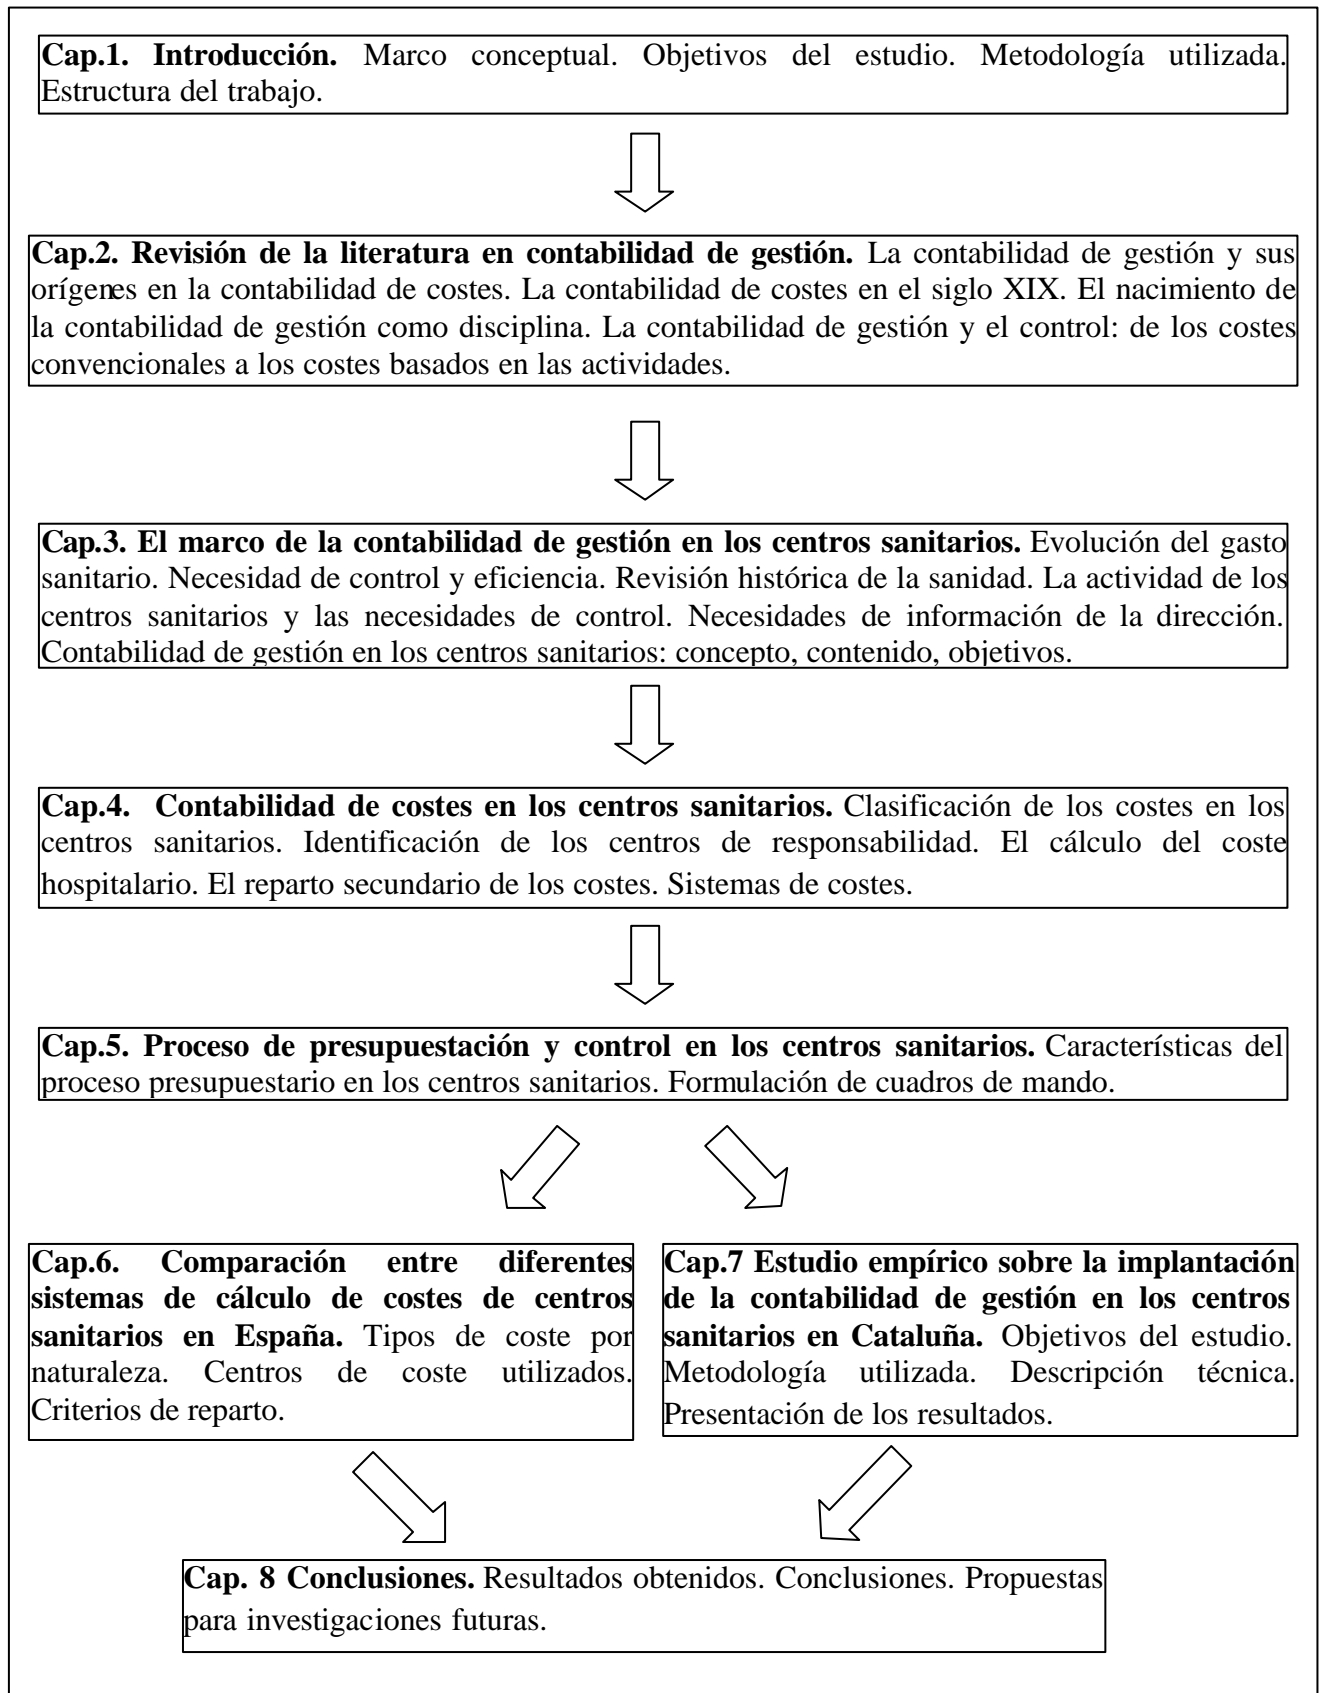 Cap.1. Introducción. Marco conceptual. Objetivos del estudio. Metodología utilizada.
Estructura del trabajo.
Cap.2. Revisión de la literatura en contabilidad de gestión. La contabilidad de gestión y sus
orígenes en la contabilidad de costes. La contabilidad de costes en el siglo XIX. El nacimiento de
la contabilidad de gestión como disciplina. La contabilidad de gestión y el control: de los costes
convencionales a los costes basados en las actividades.
Cap.3. El marco de la contabilidad de gestión en los centros sanitarios. Evolución del gasto
sanitario. Necesidad de control y eficiencia. Revisión histórica de la sanidad. La actividad de los
centros sanitarios y las necesidades de control. Necesidades de información de la dirección.
Contabilidad de gestión en los centros sanitarios: concepto, contenido, objetivos.
Cap.4. Contabilidad de costes en los centros sanitarios. Clasificación de los costes en los
centros sanitarios. Identificación de los centros de responsabilidad. El cálculo del coste
hospitalario. El reparto secundario de los costes. Sistemas de costes.
Cap.5. Proceso de presupuestación y control en los centros sanitarios. Características del
proceso presupuestario en los centros sanitarios. Formulación de cuadros de mando.
Cap.6. Comparación entre diferentes
sistemas de cálculo de costes de centros
sanitarios en España. Tipos de coste por
naturaleza. Centros de coste utilizados.
Criterios de reparto.
Cap.7 Estudio empírico sobre la implantación
de la contabilidad de gestión en los centros
sanitarios en Cataluña. Objetivos del estudio.
Metodología utilizada. Descripción técnica.
Presentación de los resultados.
Cap. 8 Conclusiones. Resultados obtenidos. Conclusiones. Propuestas
para investigaciones futuras.